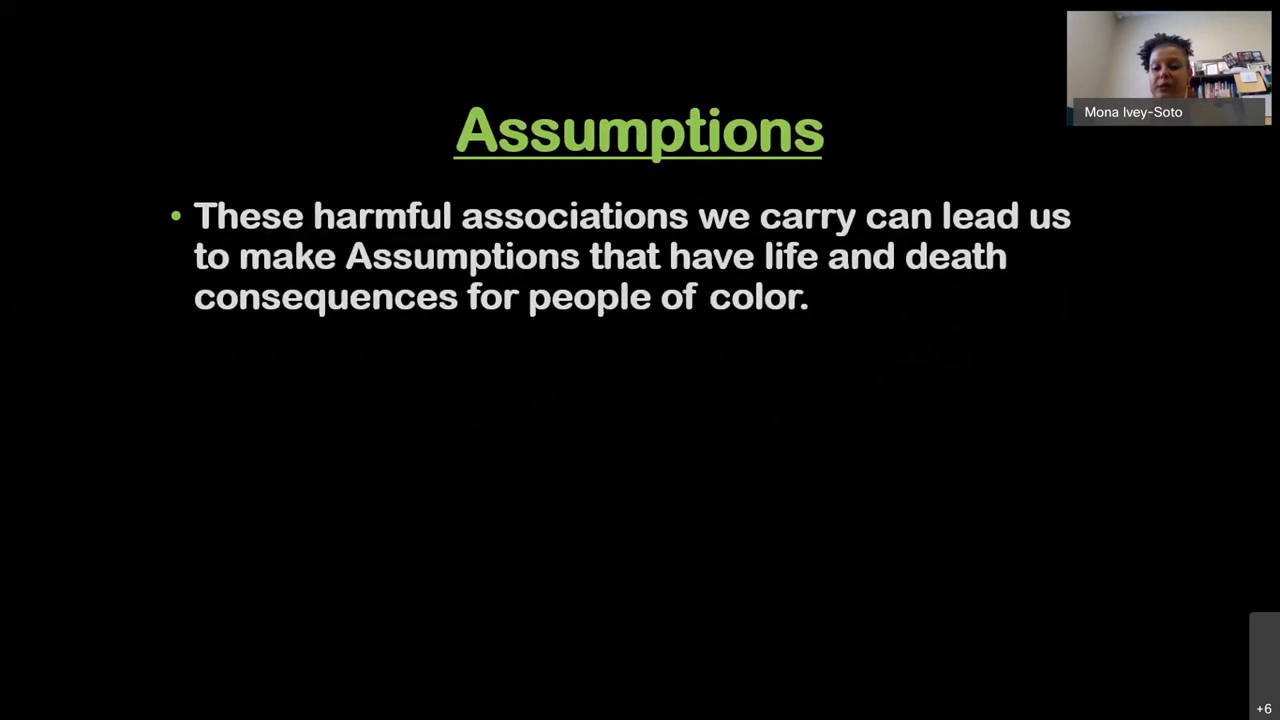 Mona Ivey-Soto
Assumptions
• These harmful associations we carry can lead us
to make Assumptions that have life and death
consequences for people of color.
+6